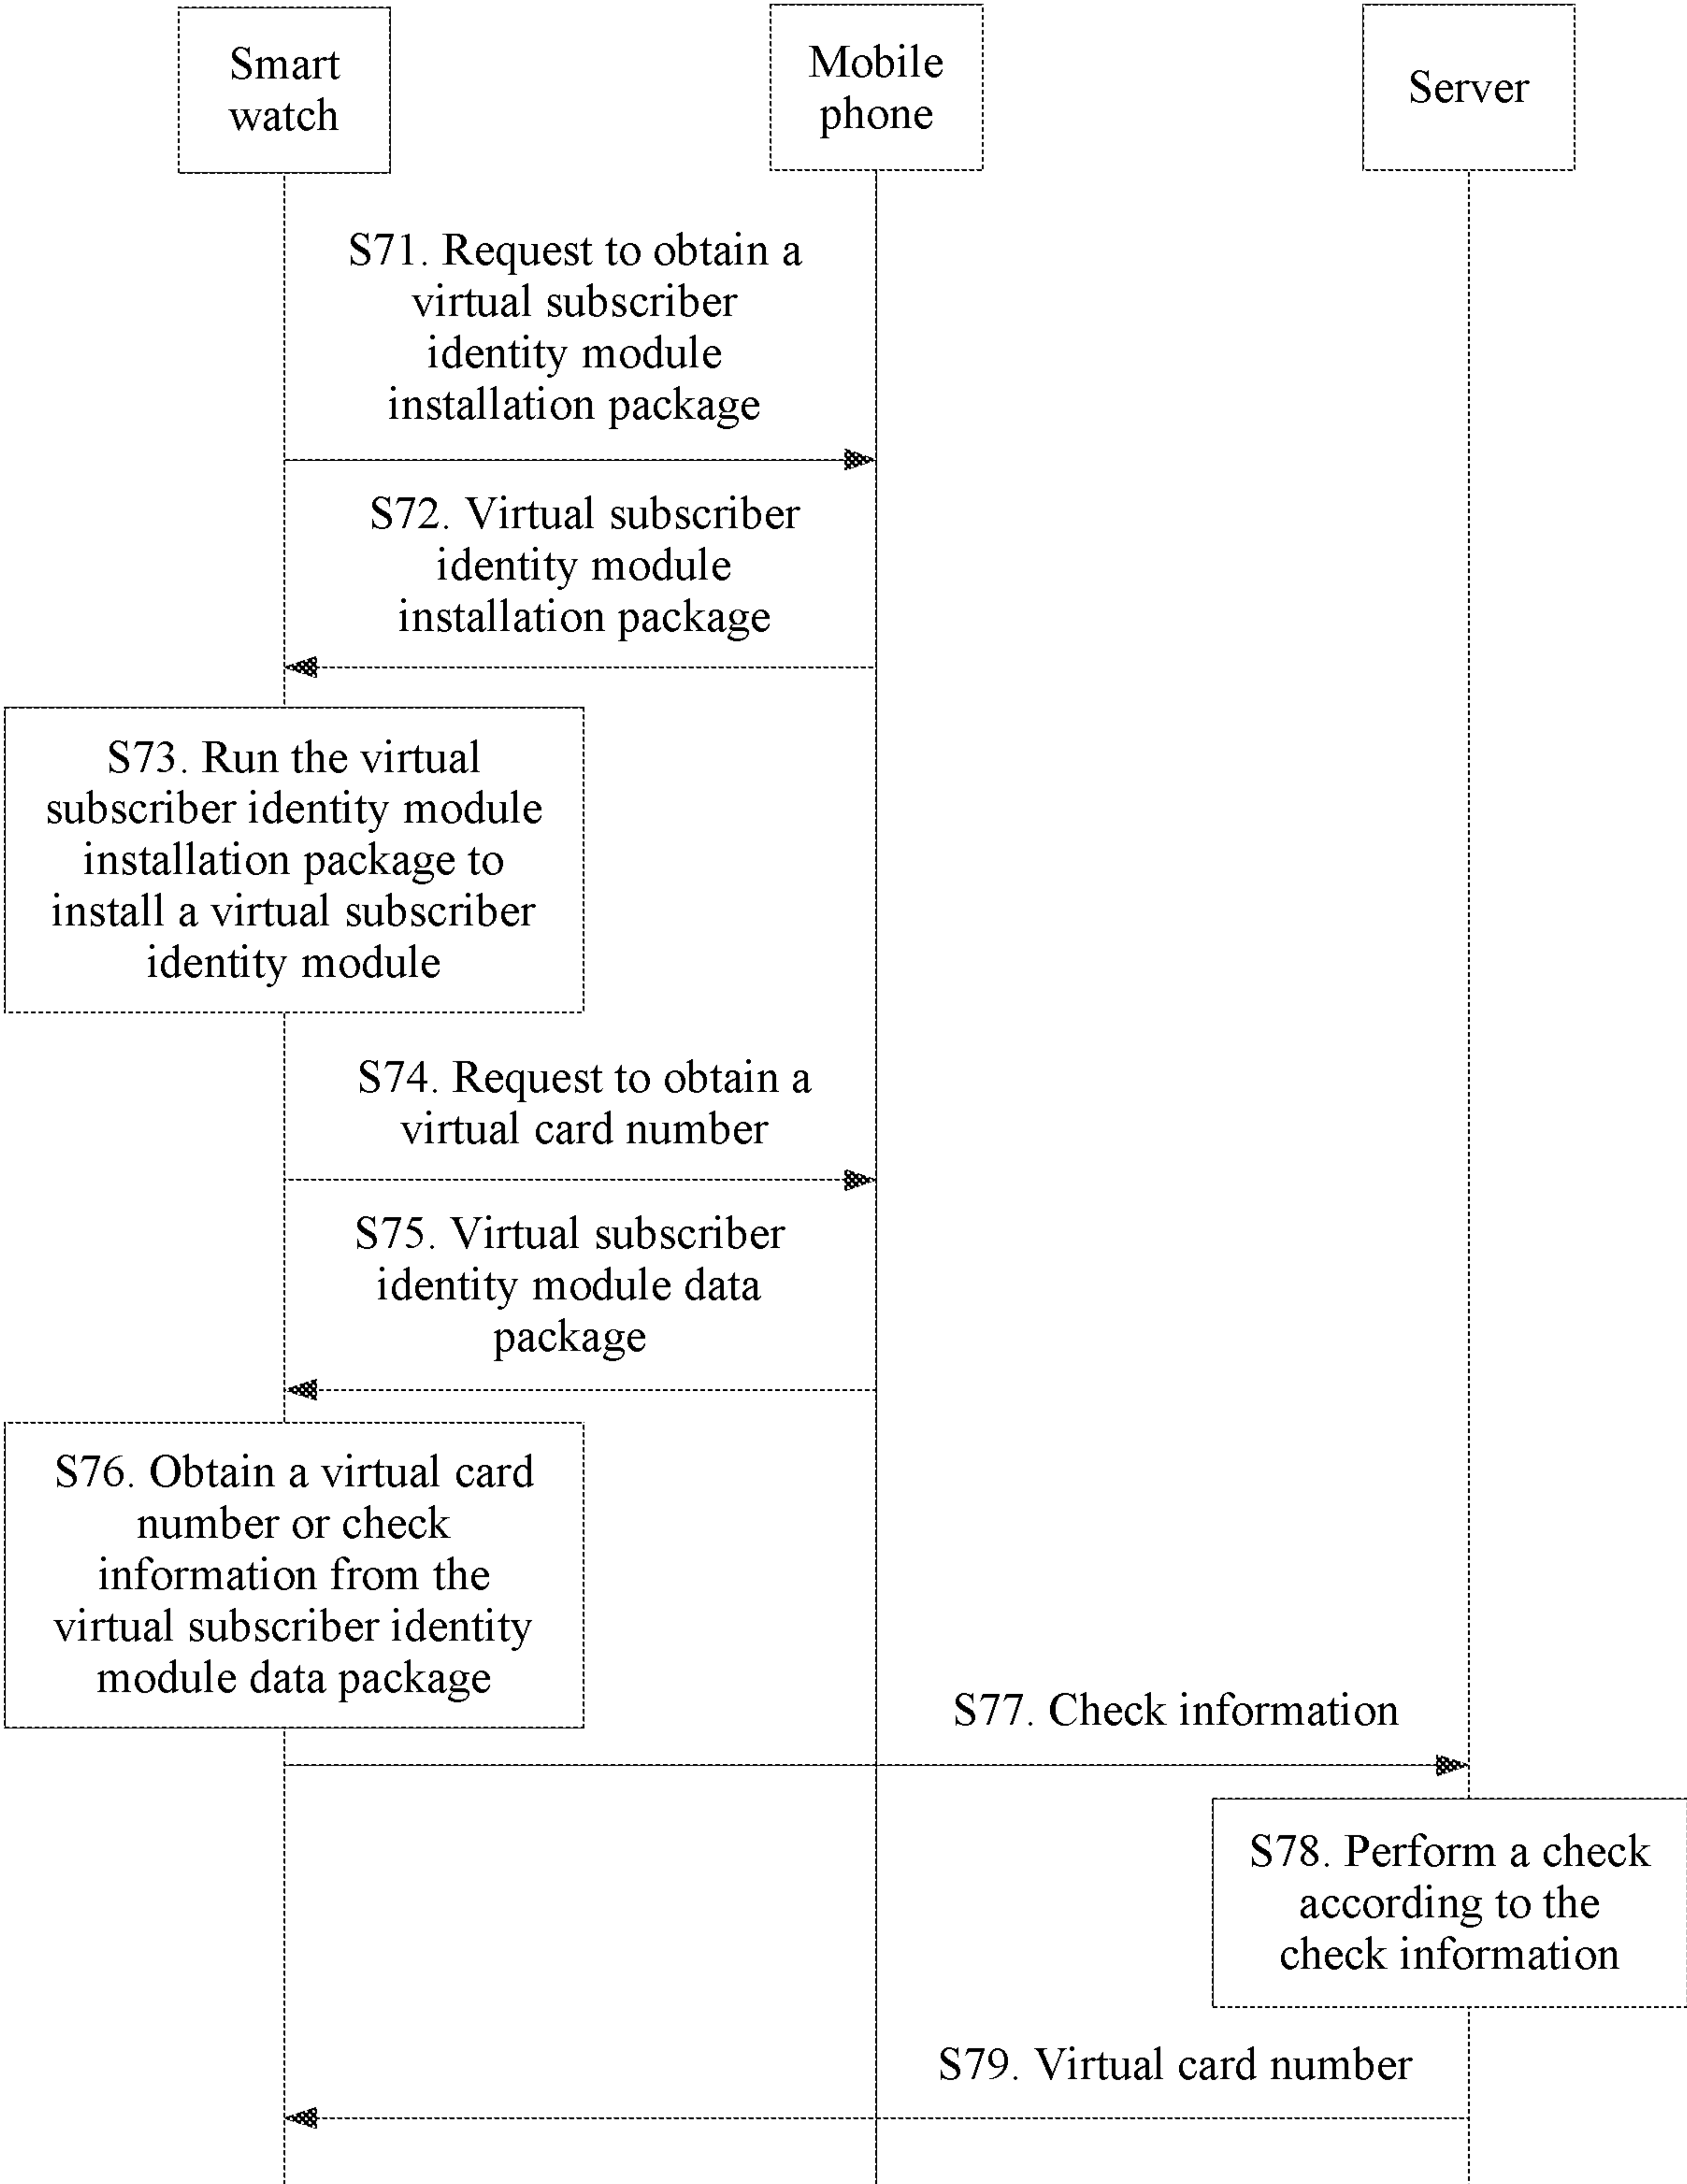 Smart
watch
Mobile
phone
Server
S71. Request to obtain a
virtual subscriber
identity module
installation package
S72. Virtual subscriber
identity module
installation package
S73. Run the virtual
subscriber identity module
installation package to
install a virtual subscriber
identity module
S74. Request to obtain a
virtual card number
S75. Virtual subscriber
identity module data
package
S76. Obtain a virtual card
number or check
information from the
virtual subscriber identity
module data package
S77. Check information
S78. Perform a check
according to the
check information
S79. Virtual card number